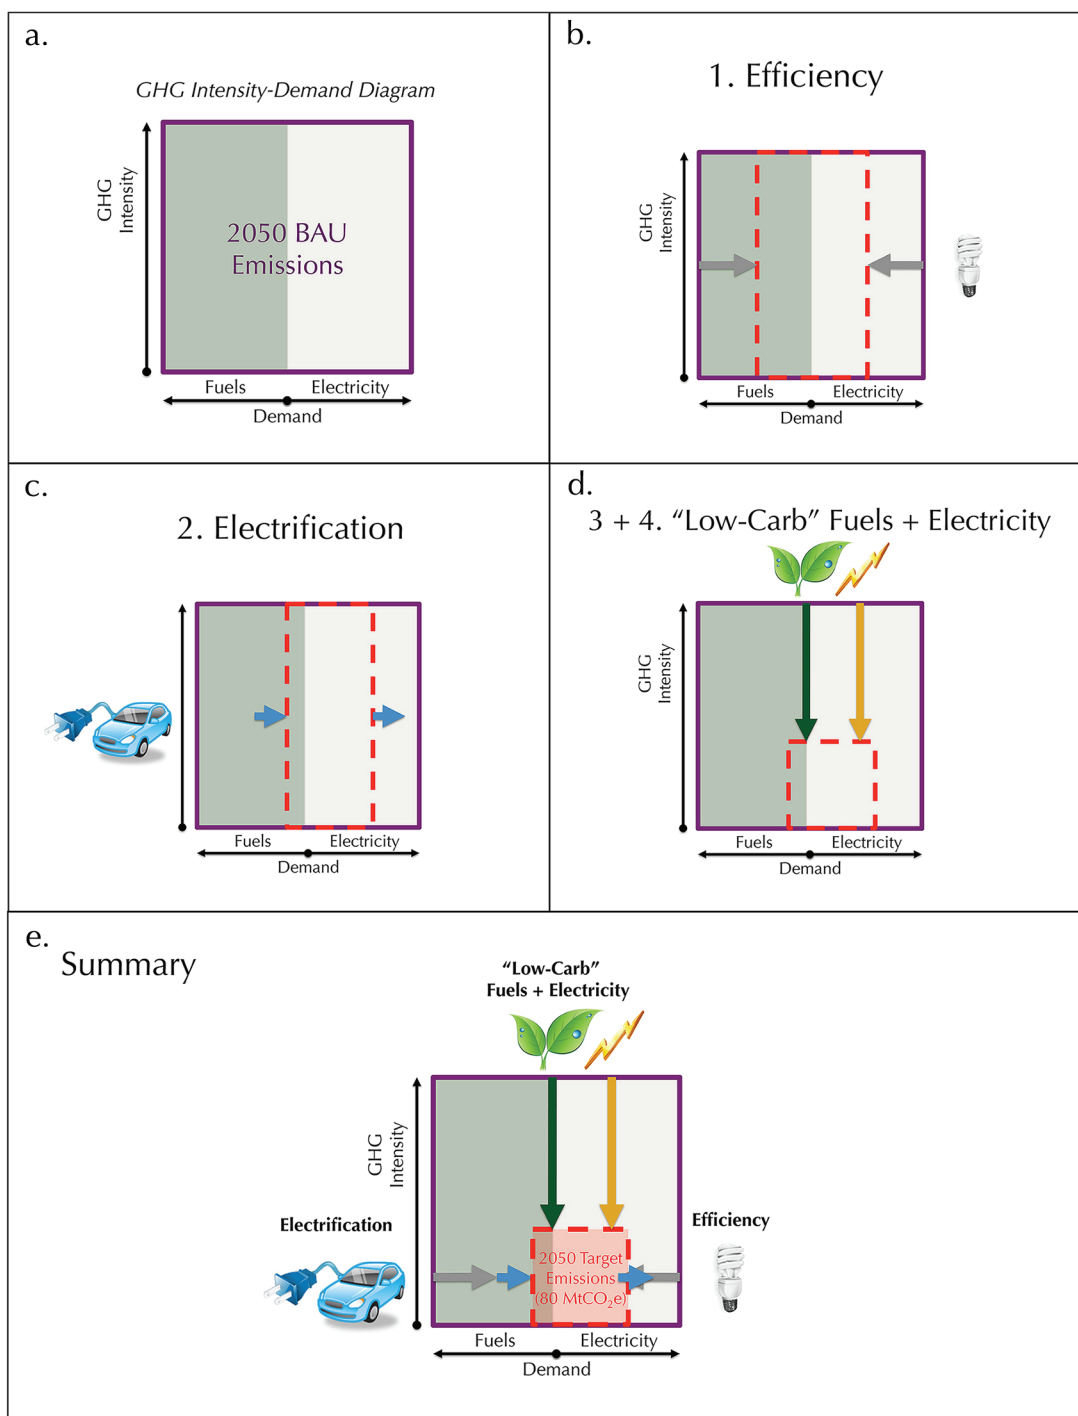 a.
GHG Intensity-Demand Diagram
GHG
Intensity
2050 BAU
Emissions
Fuels
Electricity
Demand
b.
1. Efficiency
GHG
Intensity
Fuels
Electricity
Demand
c.
2. Electrification
Fuels
Electricity
Demand
d.
3 + 4. “Low-Carb” Fuels + Electricity
GHG
Intensity
Fuels
Electricity
Demand
e.
Summary
“Low-Carb”
Fuels + Electricity
GHG
Intensity
Electrification
Efficiency
2050 Target
Emissions
(80 MtCO₂e)
Fuels
Electricity
Demand